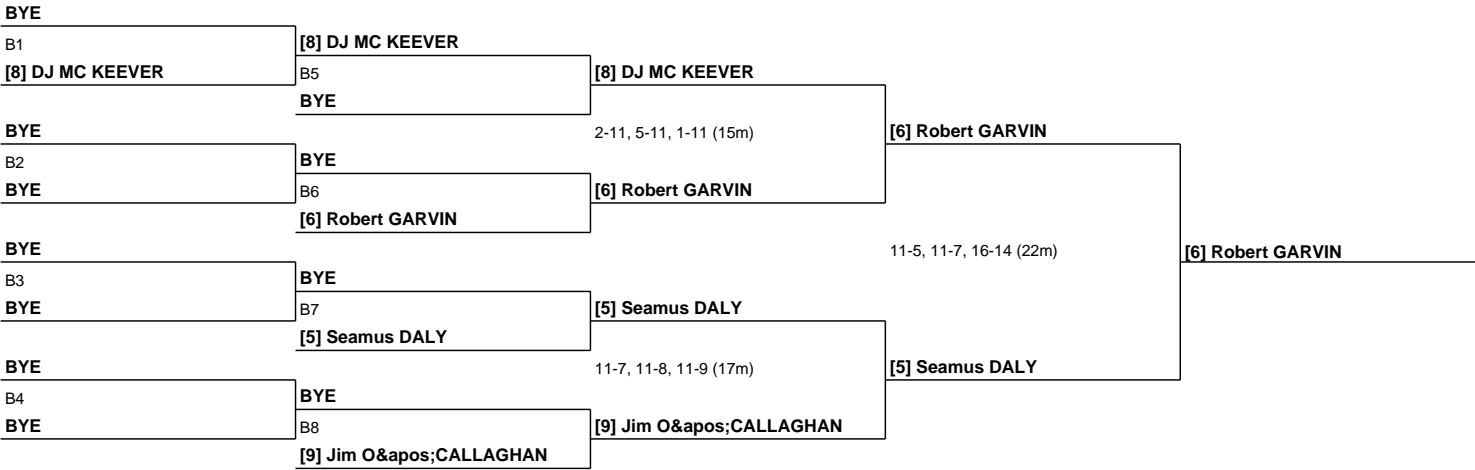 BYE
B1
[8] DJ MC KEEVER
[8] DJ MC KEEVER
B5
[8] DJ MC KEEVER
BYE
BYE
2-11, 5-11, 1-11 (15m)
[6] Robert GARVIN
B2
BYE
BYE
B6
[6] Robert GARVIN
[6] Robert GARVIN
BYE
11-5, 11-7, 16-14 (22m)
[6] Robert GARVIN
B3
BYE
BYE
B7
[5] Seamus DALY
[5] Seamus DALY
BYE
11-7, 11-8, 11-9 (17m)
[5] Seamus DALY
B4
BYE
BYE
B8
[9] Jim O&apos;CALLAGHAN
[9] Jim O&apos;CALLAGHAN